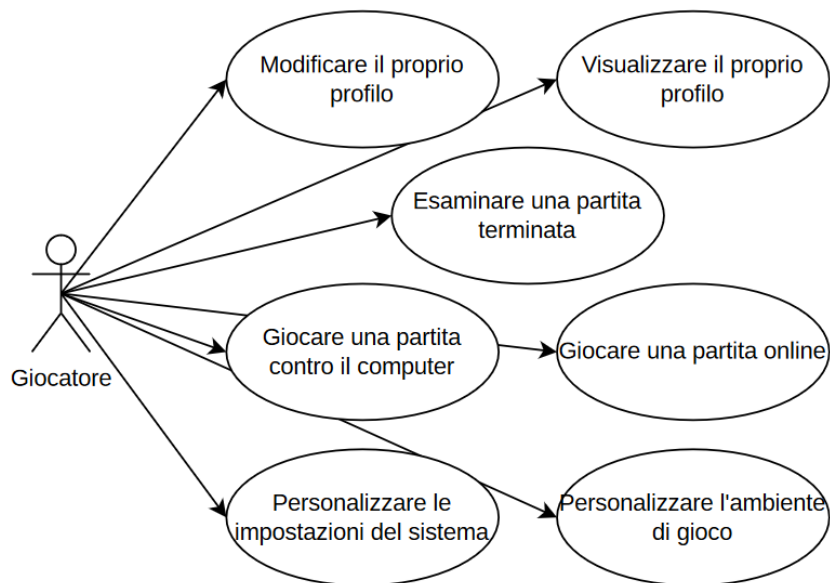 Modificare il proprio
profilo
Visualizzare il proprio
profilo
Esaminare una partita
terminata
Giocatore
Giocare una partita
contro il computer
Giocare una partita online
Personalizzare le
impostazioni del sistema
Personalizzare l'ambiente
di gioco